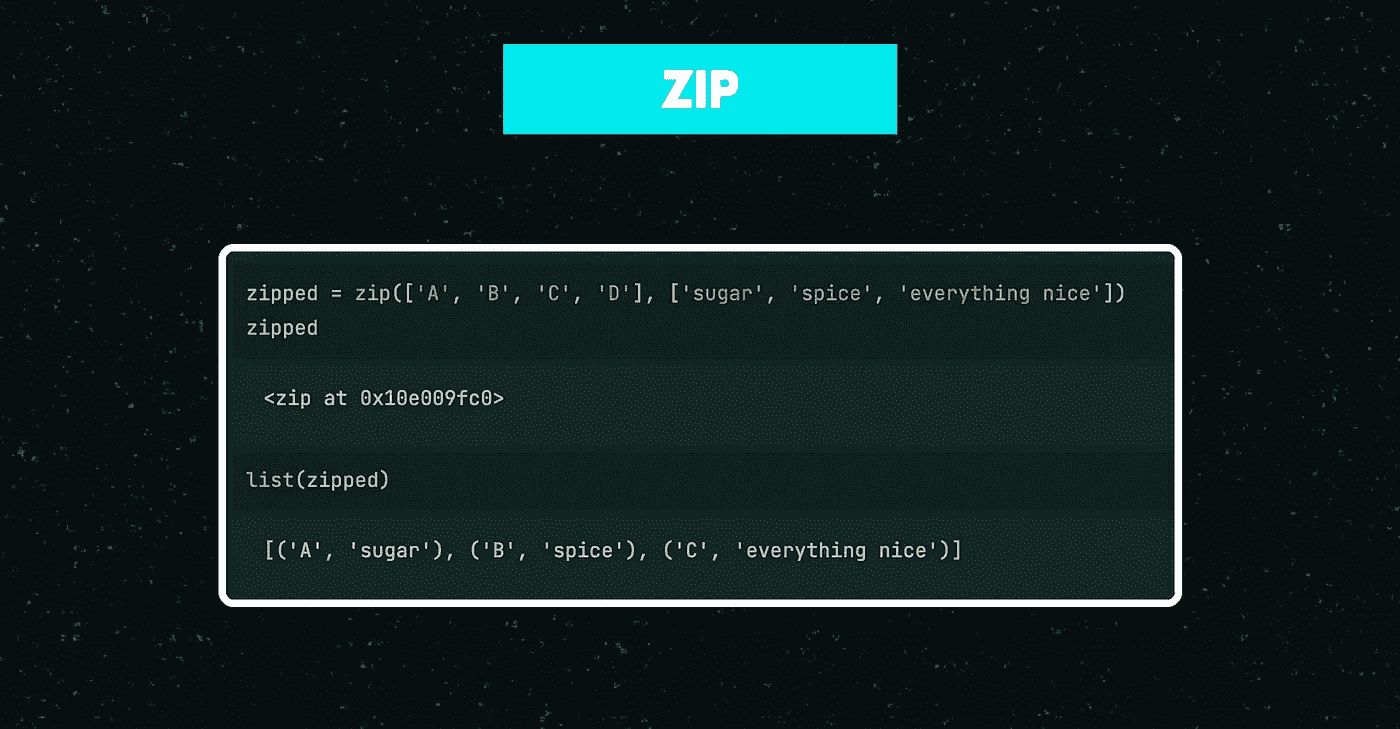 ZIP
zipped = zip(['A', 'B', 'C', 'D'], ['sugar', 'spice', 'everything nice'])
zipped
<zip at 0x10e009fc0>
list(zipped)
[('A', 'sugar'), ('B', 'spice'), ('C', 'everything nice')]